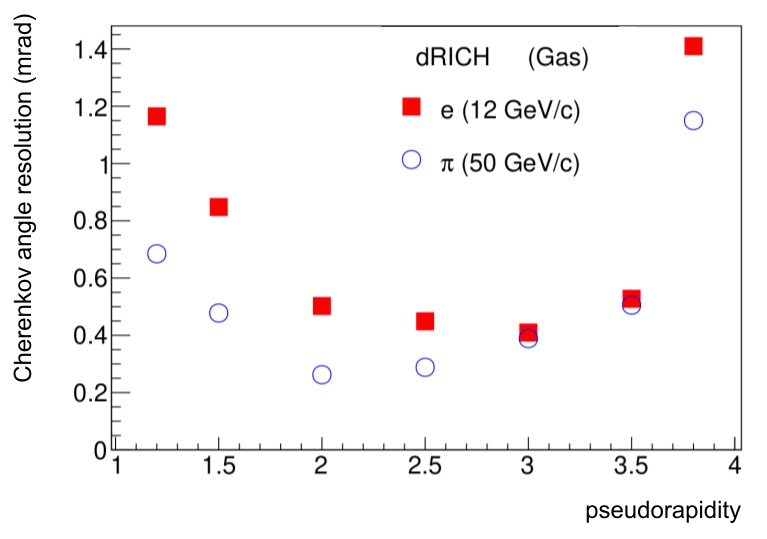 Cherenkov angle resolution (mrad)
1.4
1.2
1
0.8
0.6
0.4
0.2
0
dRICH (Gas)
e (12 GeV/c)
π (50 GeV/c)
1 1.5 2 2.5 3 3.5 4
pseudorapidity